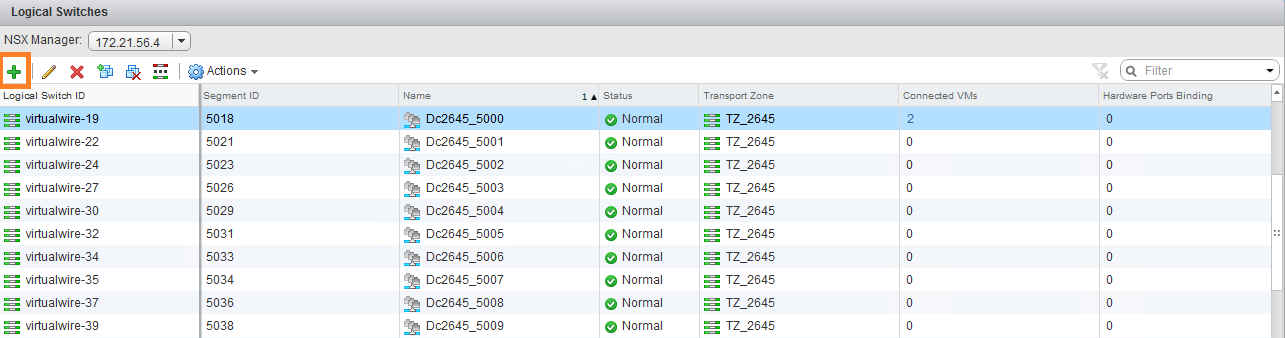 Logical Switches
NSX Manager: 172.21.56.4
Actions Filter
Logical Switch ID Segment ID Name 1 ▲ Status Transport Zone Connected VMs Hardware Ports Binding
virtualwire-19 5018 Dc2645_5000 Normal TZ_2645 2 0
virtualwire-22 5021 Dc2645_5001 Normal TZ_2645 0 0
virtualwire-24 5023 Dc2645_5002 Normal TZ_2645 0 0
virtualwire-27 5026 Dc2645_5003 Normal TZ_2645 0 0
virtualwire-30 5029 Dc2645_5004 Normal TZ_2645 0 0
virtualwire-32 5031 Dc2645_5005 Normal TZ_2645 0 0
virtualwire-34 5033 Dc2645_5006 Normal TZ_2645 0 0
virtualwire-35 5034 Dc2645_5007 Normal TZ_2645 0 0
virtualwire-37 5036 Dc2645_5008 Normal TZ_2645 0 0
virtualwire-39 5038 Dc2645_5009 Normal TZ_2645 0 0